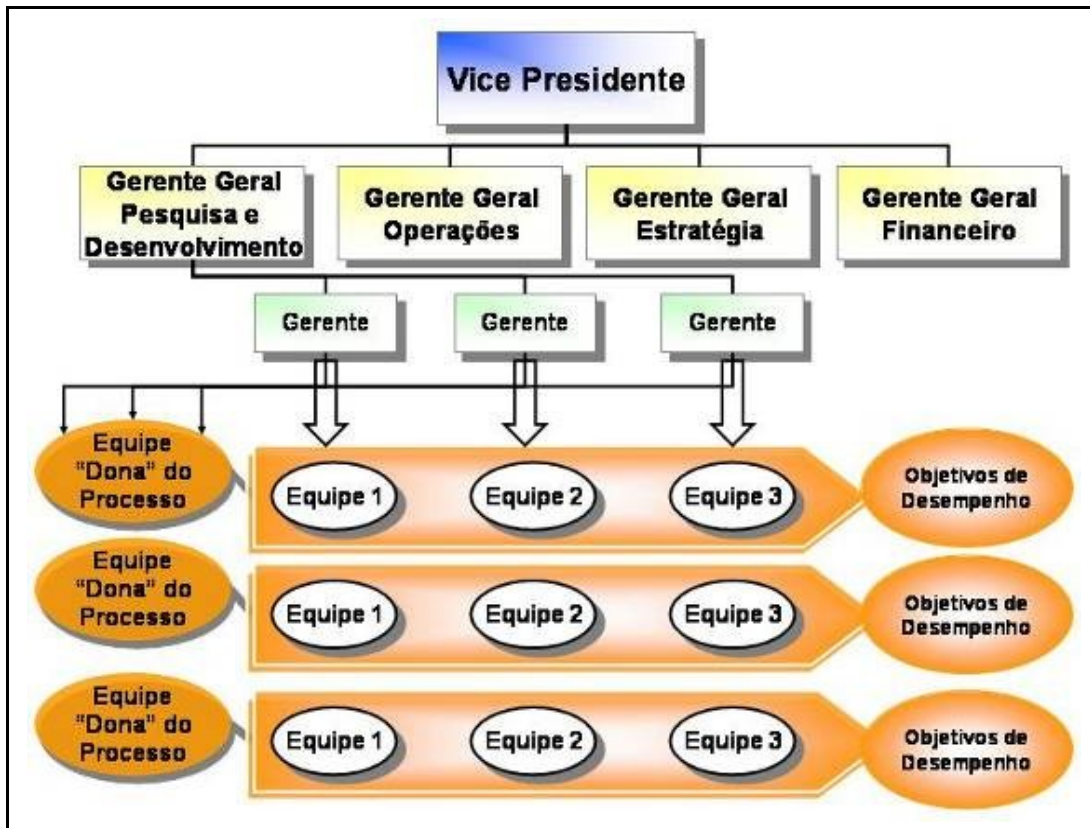 Vice Presidente
Gerente Geral
Pesquisa e
Desenvolvimento
Gerente Geral
Operações
Gerente Geral
Estratégia
Gerente Geral
Financeiro
Gerente
Gerente
Gerente
Equipe
"Dona" do
Processo
Equipe 1
Equipe 2
Equipe 3
Objetivos de
Desempenho
Equipe
"Dona" do
Processo
Equipe 1
Equipe 2
Equipe 3
Objetivos de
Desempenho
Equipe
"Dona" do
Processo
Equipe 1
Equipe 2
Equipe 3
Objetivos de
Desempenho